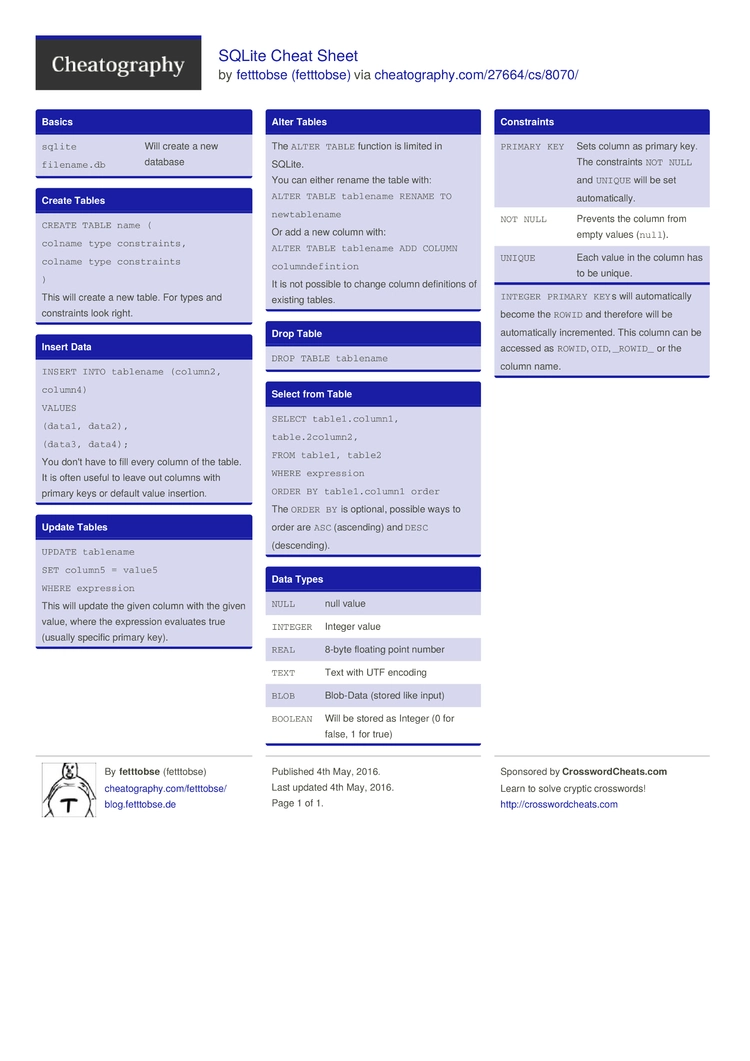 Cheatography
SQLite Cheat Sheet
by fetttobse (fetttobse) via cheatography.com/27664/cs/8070/
Basics
sqlite
filename.db
Will create a new
database
Create Tables
CREATE TABLE name (
colname type constraints,
colname type constraints
)
This will create a new table. For types and
constraints look right.
Insert Data
INSERT INTO tablename (column2,
column4)
VALUES
(data1, data2),
(data3, data4);
You don't have to fill every column of the table.
It is often useful to leave out columns with
primary keys or default value insertion.
Update Tables
UPDATE tablename
SET column5 = value5
WHERE expression
This will update the given column with the given
value, where the expression evaluates true
(usually specific primary key).
Alter Tables
The ALTER TABLE function is limited in
SQLite.
You can either rename the table with:
ALTER TABLE tablename RENAME TO
newtablename
Or add a new column with:
ALTER TABLE tablename ADD COLUMN
columndefintion
It is not possible to change column definitions of
existing tables.
Drop Table
DROP TABLE tablename
Select from Table
SELECT table1.column1,
table.2column2,
FROM table1, table2
WHERE expression
ORDER BY table1.column1 order
The ORDER BY is optional, possible ways to
order are ASC (ascending) and DESC
(descending).
Data Types
NULL null value
INTEGER Integer value
REAL 8-byte floating point number
TEXT Text with UTF encoding
BLOB Blob-Data (stored like input)
BOOLEAN Will be stored as Integer (0 for
false, 1 for true)
Constraints
PRIMARY KEY Sets column as primary key.
The constraints NOT NULL
and UNIQUE will be set
automatically.
NOT NULL Prevents the column from
empty values (null).
UNIQUE Each value in the column has
to be unique.
INTEGER PRIMARY KEYs will automatically
become the ROWID and therefore will be
automatically incremented. This column can be
accessed as ROWID, OID, _ROWID_ or the
column name.
T
By fetttobse (fetttobse)
cheatography.com/fetttobse/
blog.fetttobse.de
Published 4th May, 2016.
Last updated 4th May, 2016.
Page 1 of 1.
Sponsored by CrosswordCheats.com
Learn to solve cryptic crosswords!
http://crosswordcheats.com